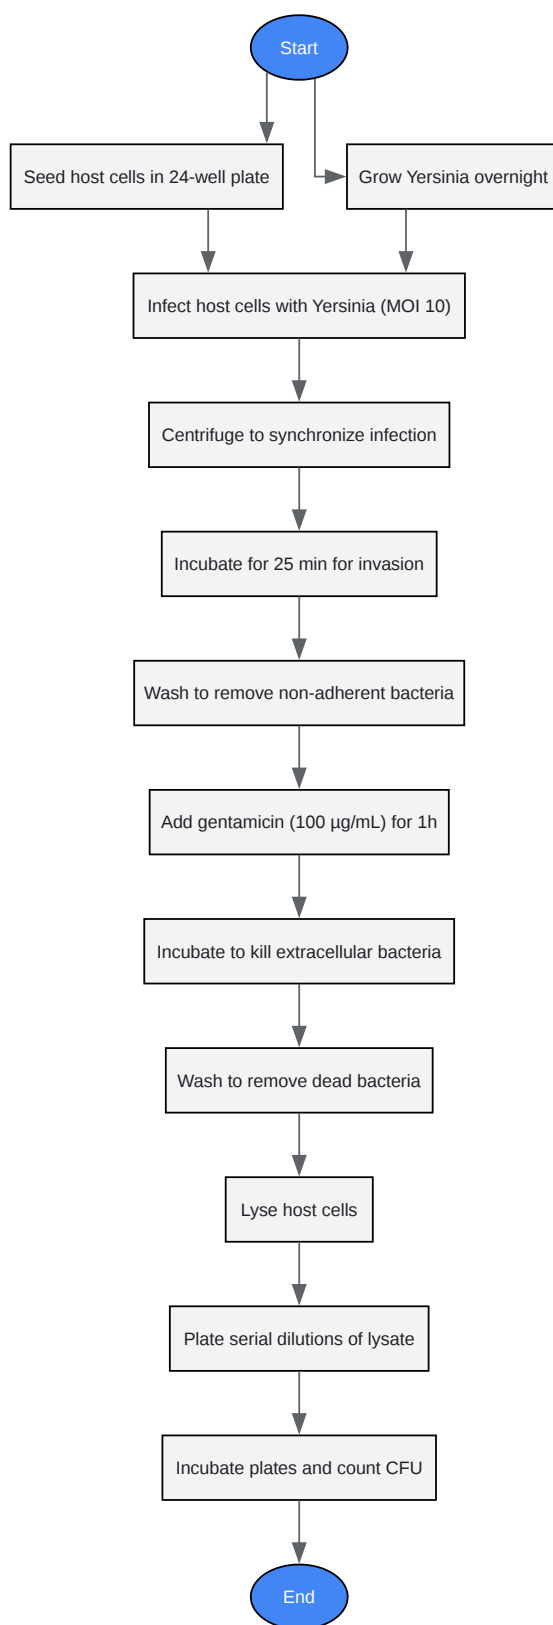 Start
Seed host cells in 24-well plate
Grow Yersinia overnight
Infect host cells with Yersinia (MOI 10)
Centrifuge to synchronize infection
Incubate for 25 min for invasion
Wash to remove non-adherent bacteria
Add gentamicin (100 µg/mL) for 1h
Incubate to kill extracellular bacteria
Wash to remove dead bacteria
Lyse host cells
Plate serial dilutions of lysate
Incubate plates and count CFU
End